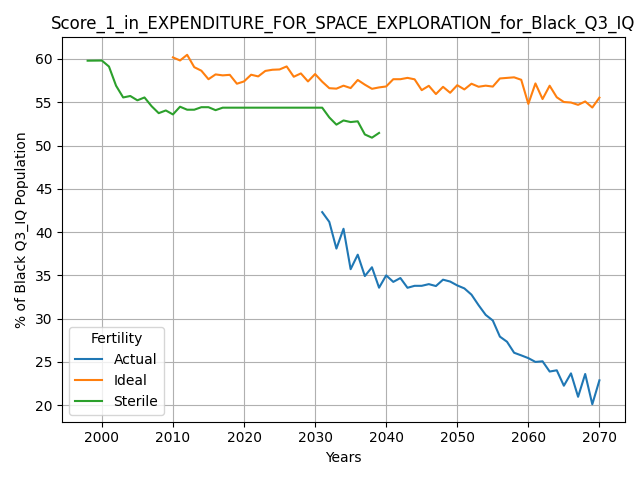 Score_1_in_EXPENDITURE_FOR_SPACE_EXPLORATION_for_Black_Q3_IQ
% of Black Q3_IQ Population
60
55
50
45
40
35
30
25
20
Fertility
Actual
Ideal
Sterile
2000 2010 2020 2030 2040 2050 2060 2070
Years